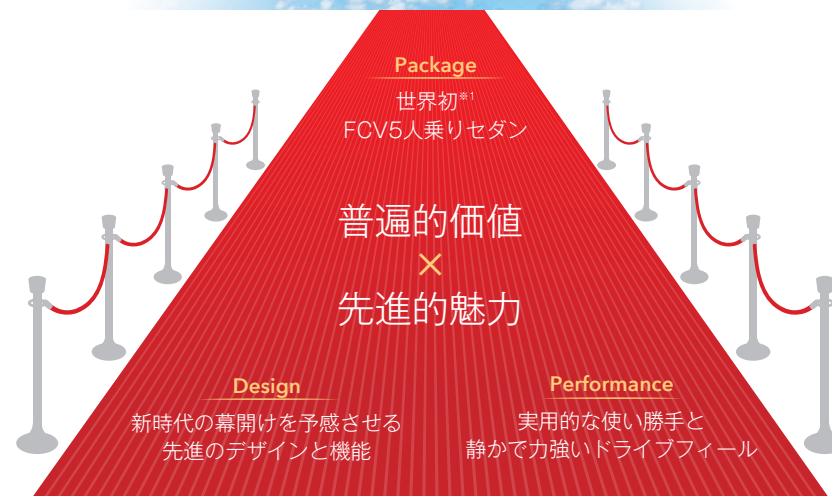 Package
世界初※1
FCV5人乗りセダン
普遍的価値
×
先進的魅力
Design
新時代の幕開けを予感させる
先進のデザインと機能
Performance
実用的な使い勝手と
静かで力強いドライブフィール